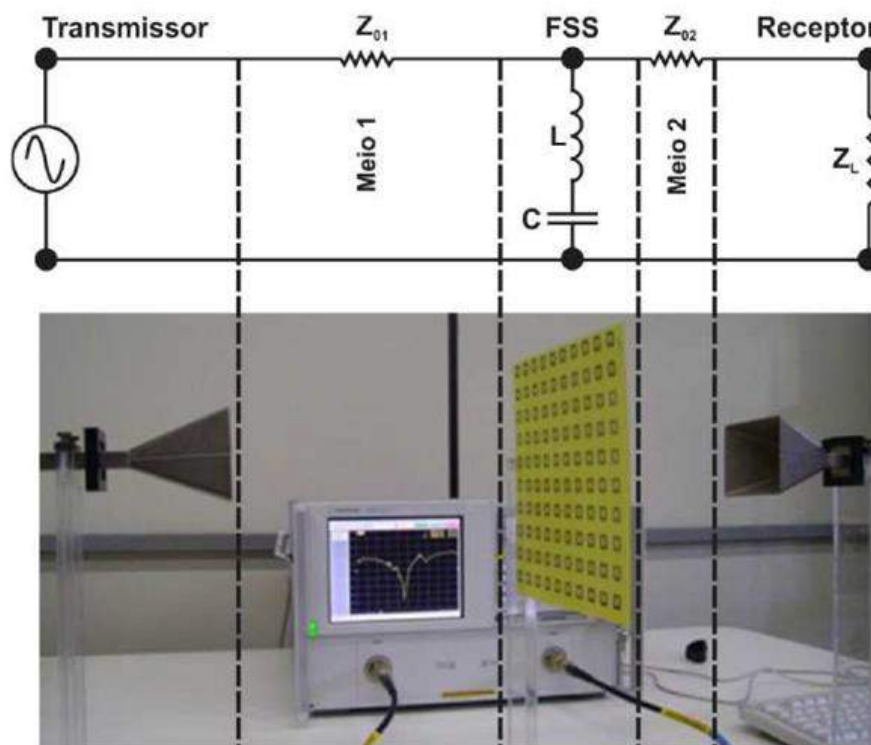 Transmissor Z01 FSS Z02 Receptor
Meio 1
L
Meio 2
ZL
C